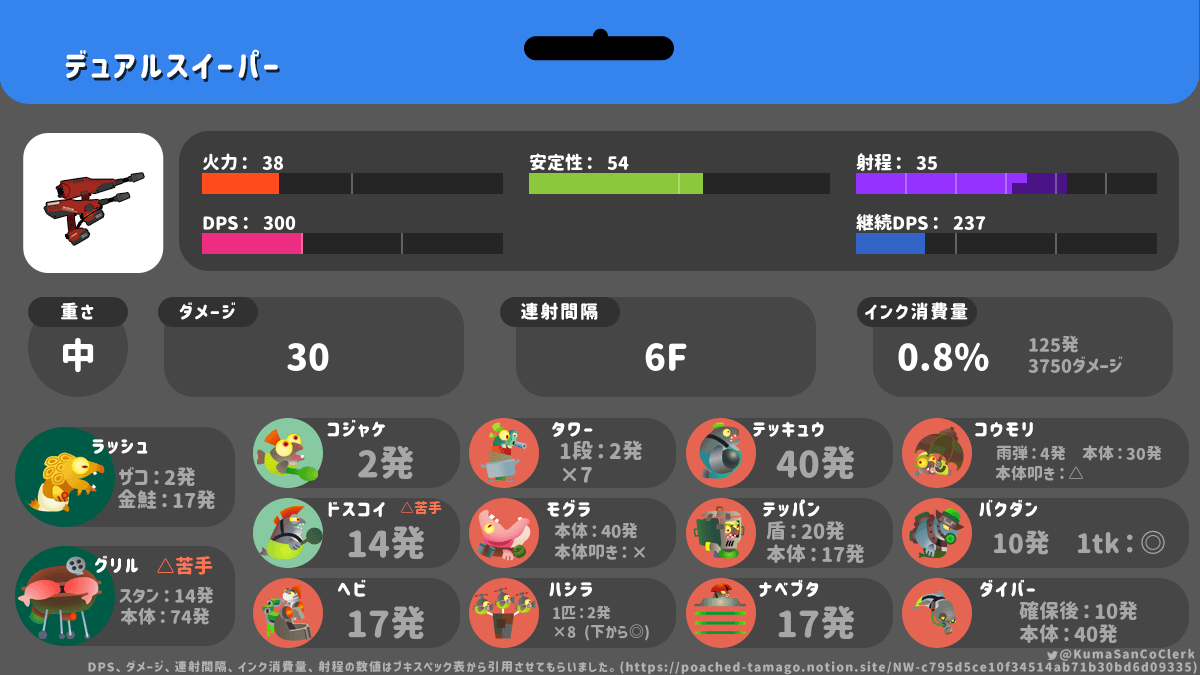 デュアルスイーパー
火力： 38
安定性： 54
射程： 35
DPS： 300
継続DPS： 237
重さ
中
ダメージ
30
連射間隔
6F
インク消費量
0.8%
125発
3750ダメージ
ラッシュ
ザコ：2発
金鮭：17発
グリル △苦手
スタン：14発
本体：74発
コジャケ
2発
タワー
1段：2発
×7
テッキュウ
40発
コウモリ
雨弾：4発 本体：30発
本体叩き：△
ドスコイ △苦手
14発
モグラ
本体：40発
本体叩き：×
テッパン
盾：20発
本体：17発
バクダン
10発 1tk：◎
ヘビ
17発
ハシラ
1匹：2発
×8 (下から◎)
ナベブタ
17発
ダイバー
確保後：10発
本体：40発
@KumaSanCoClerk
DPS、ダメージ、連射間隔、インク消費量、射程の数値はブキスペック表から引用させてもらいました。(https://poached-tamago.notion.site/NW-c795d5ce10f34514ab71b30bd6d09335)